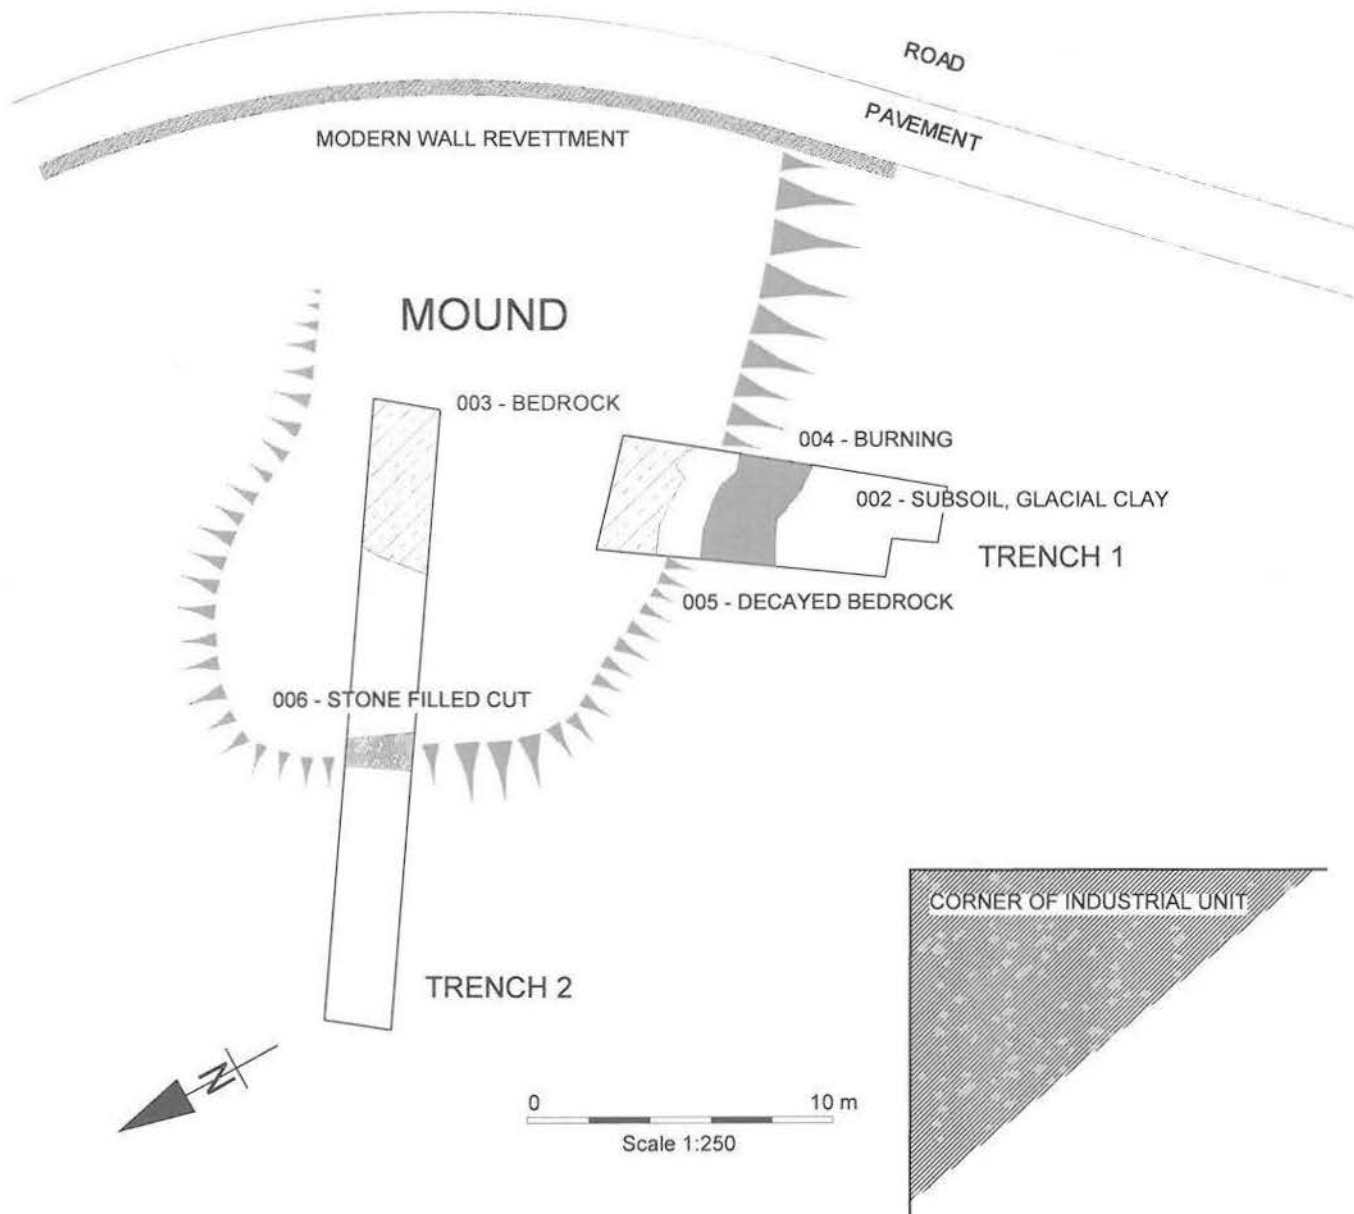 ROAD
PAVEMENT
MODERN WALL REVETTMENT
MOUND
003 - BEDROCK
004 - BURNING
002 - SUBSOIL, GLACIAL CLAY
TRENCH 1
005 - DECAYED BEDROCK
006 - STONE FILLED CUT
CORNER OF INDUSTRIAL UNIT
TRENCH 2
N
0 10 m
Scale 1:250